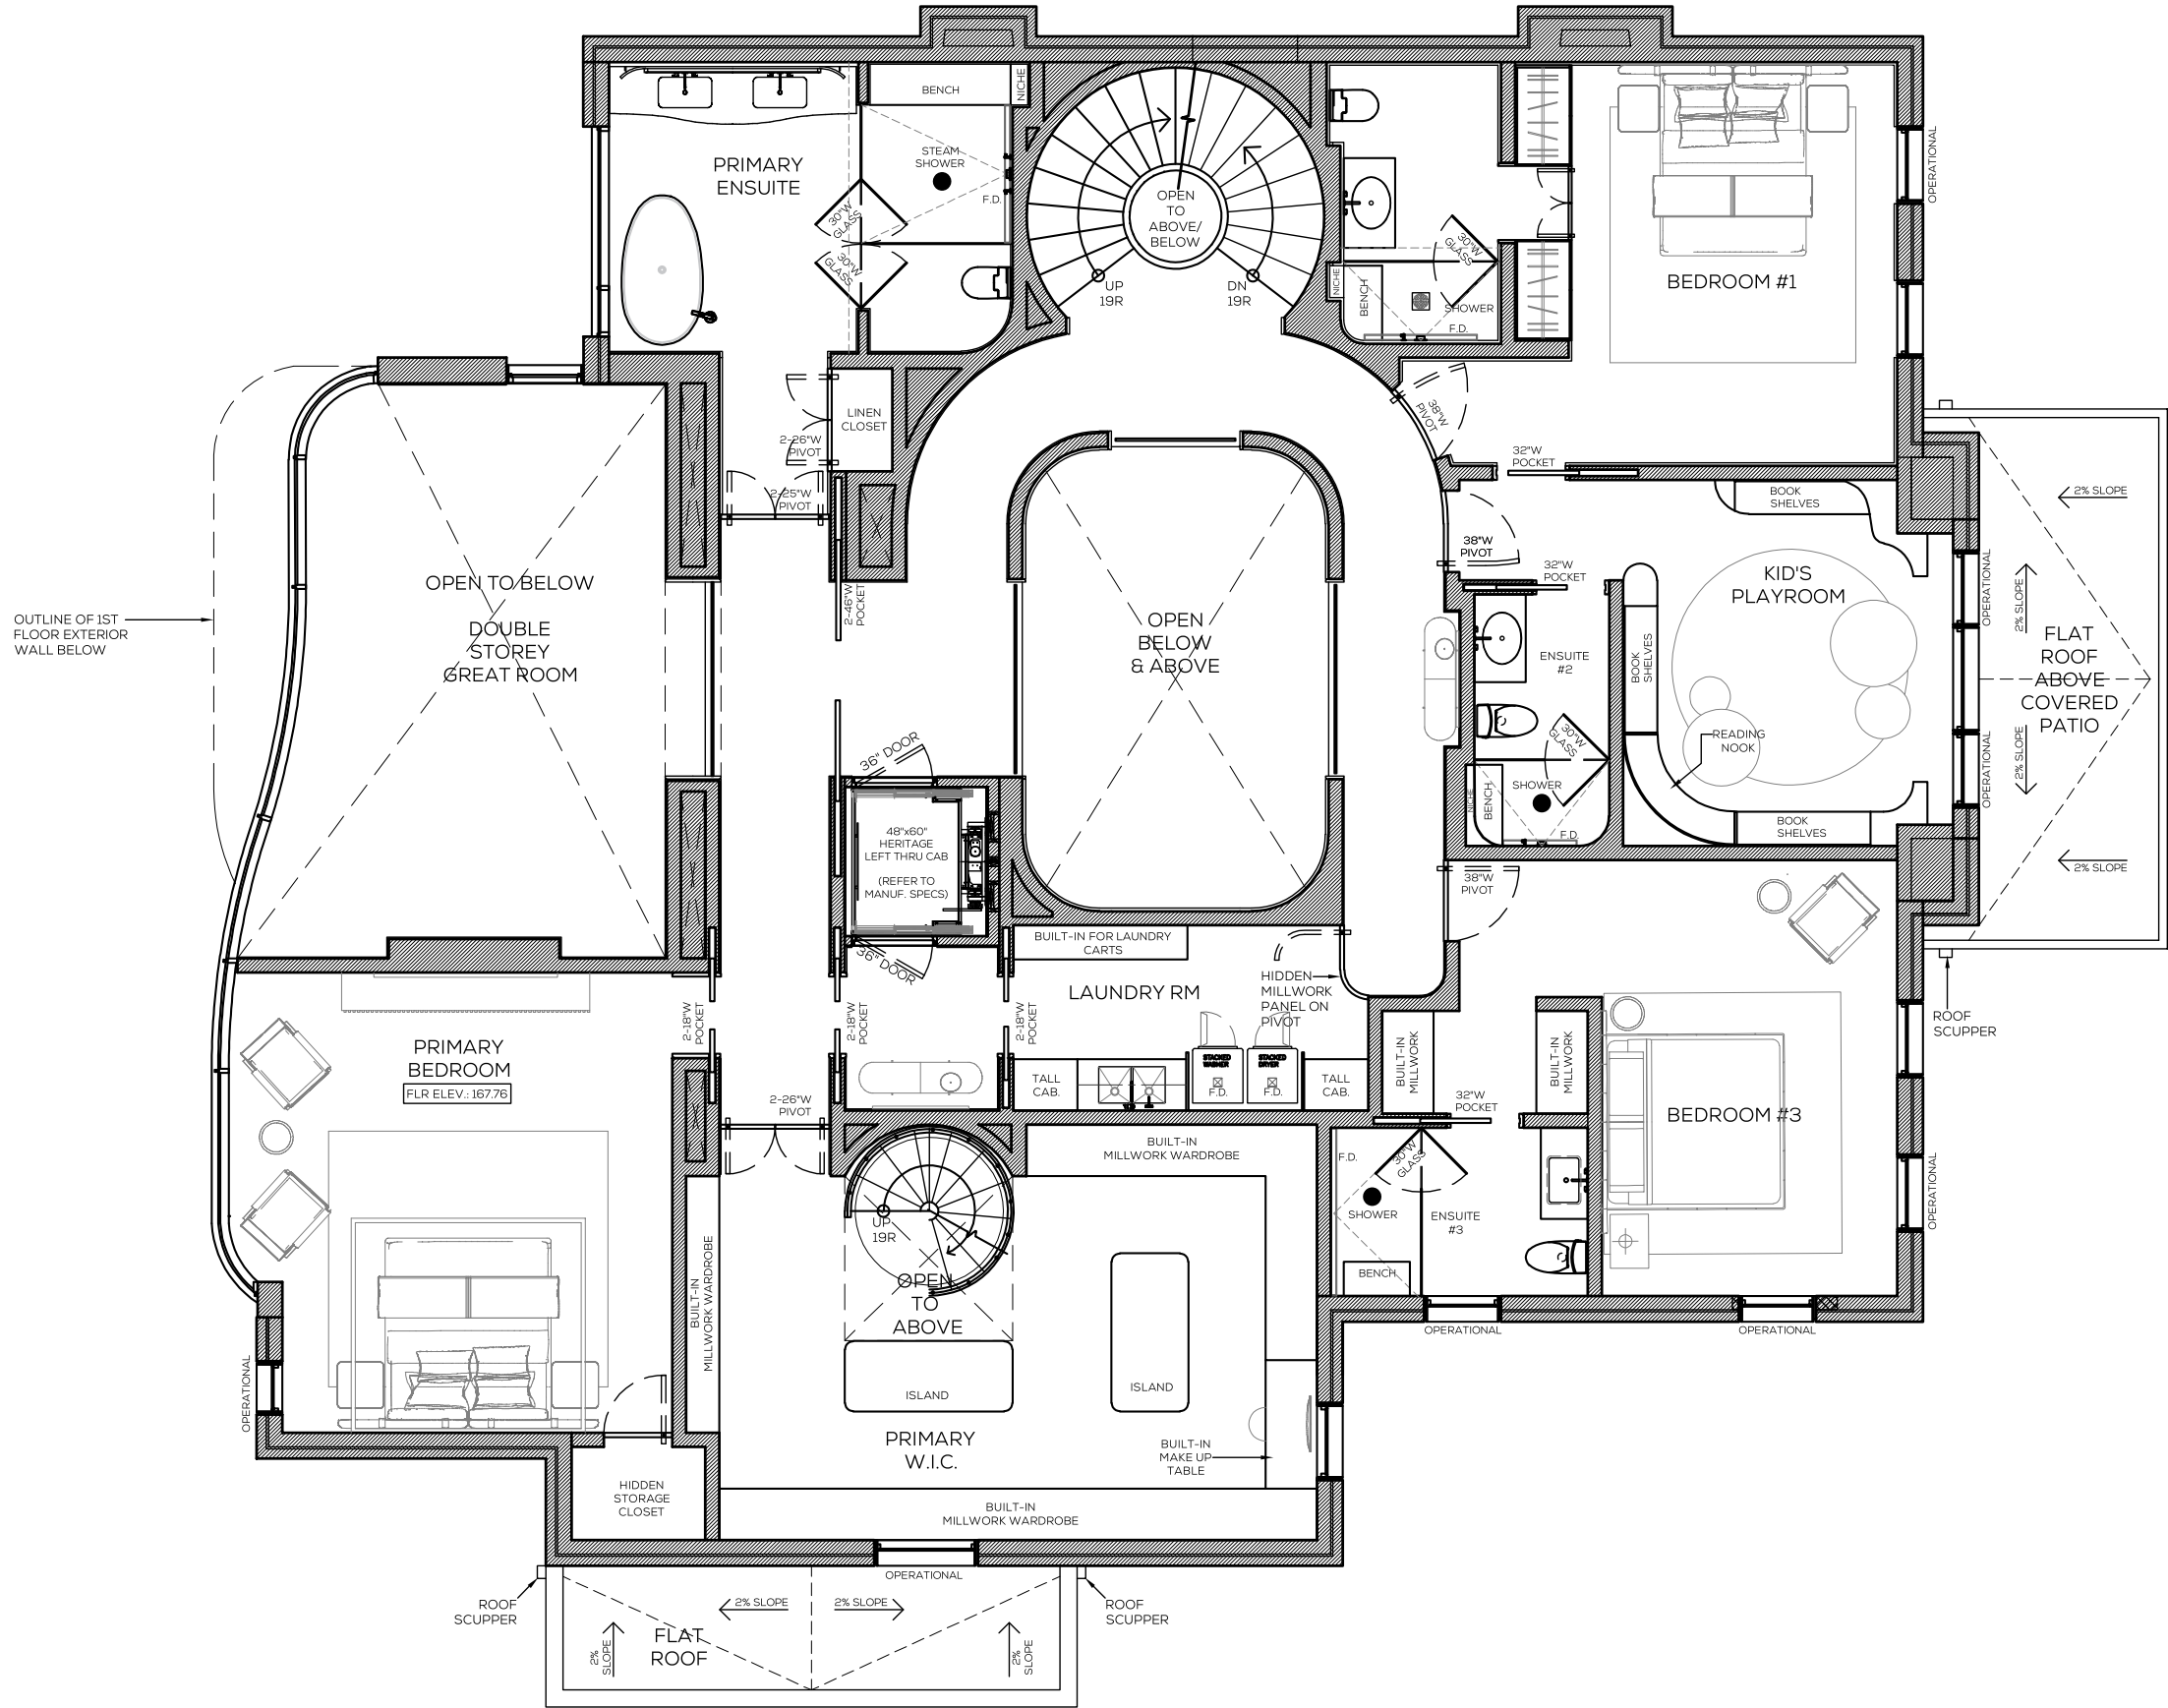 BENCH
NICHE
PRIMARY
ENSUITE
STEAM
SHOWER
F.D.
30"W
GLASS
30"W
GLASS
OPEN
TO
ABOVE/
BELOW
UP
19R
DN
19R
30"W
GLASS
NICHE
BENCH
SHOWER
F.D.
BEDROOM #1
OPERATIONAL
LINEN
CLOSET
2-26"W
PIVOT
2-25"W
PIVOT
38"W
PIVOT
32"W
POCKET
BOOK
SHELVES
2% SLOPE
38"W
PIVOT
32"W
POCKET
KID'S
PLAYROOM
OPERATIONAL
2% SLOPE
OPEN TO BELOW
DOUBLE
STOREY
GREAT ROOM
OUTLINE OF 1ST
FLOOR EXTERIOR
WALL BELOW
2-46"W
POCKET
OPEN
BELOW
& ABOVE
ENSUITE
#2
BOOK
SHELVES
FLAT
ROOF
ABOVE
COVERED
PATIO
READING
NOOK
30"W
GLASS
36" DOOR
NICHE
BENCH
SHOWER
F.D.
BOOK
SHELVES
OPERATIONAL
2% SLOPE
2% SLOPE
48"x60"
HERITAGE
LEFT THRU CAB
(REFER TO
MANUF. SPECS)
36" DOOR
38"W
PIVOT
BUILT-IN FOR LAUNDRY
CARTS
LAUNDRY RM
HIDDEN
MILLWORK
PANEL ON
PIVOT
ROOF
SCUPPER
2-18"W
POCKET
2-18"W
POCKET
2-18"W
POCKET
PRIMARY
BEDROOM
FLR ELEV.: 167.76
TALL
CAB.
STACKED
WASHER
F.D.
STACKED
DRYER
F.D.
TALL
CAB.
BUILT-IN
MILLWORK
BUILT-IN
MILLWORK
2-26"W
PIVOT
32"W
POCKET
BEDROOM #3
BUILT-IN
MILLWORK WARDROBE
F.D.
30"W
GLASS
SHOWER
ENSUITE
#3
BENCH
OPERATIONAL
UP
19R
OPEN
TO
ABOVE
BUILT-IN
MILLWORK WARDROBE
ISLAND
ISLAND
OPERATIONAL
OPERATIONAL
OPERATIONAL
PRIMARY
W.I.C.
BUILT-IN
MAKE UP
TABLE
HIDDEN
STORAGE
CLOSET
BUILT-IN
MILLWORK WARDROBE
OPERATIONAL
ROOF
SCUPPER
2% SLOPE
2% SLOPE
ROOF
SCUPPER
FLAT
ROOF
2%
SLOPE
2%
SLOPE